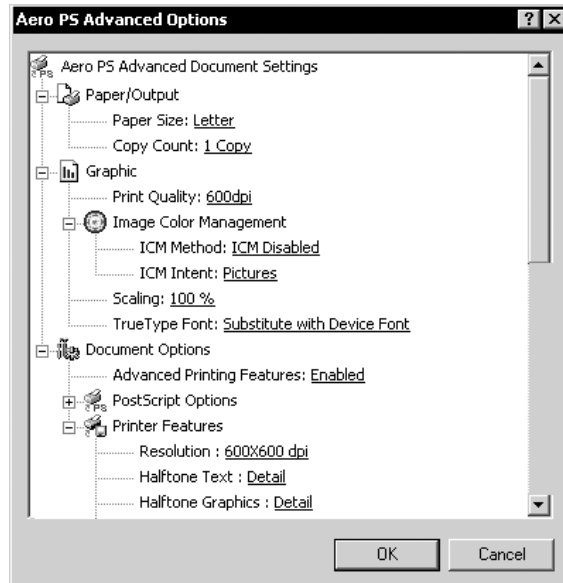 Aero PS Advanced Options
Aero PS Advanced Document Settings
Paper/Output
Paper Size: Letter
Copy Count: 1 Copy
Graphic
Print Quality: 600dpi
Image Color Management
ICM Method: ICM Disabled
ICM Intent: Pictures
Scaling: 100 %
TrueType Font: Substitute with Device Font
Document Options
Advanced Printing Features: Enabled
PostScript Options
Printer Features
Resolution : 600X600 dpi
Halftone Text : Detail
Halftone Graphics : Detail
OK Cancel